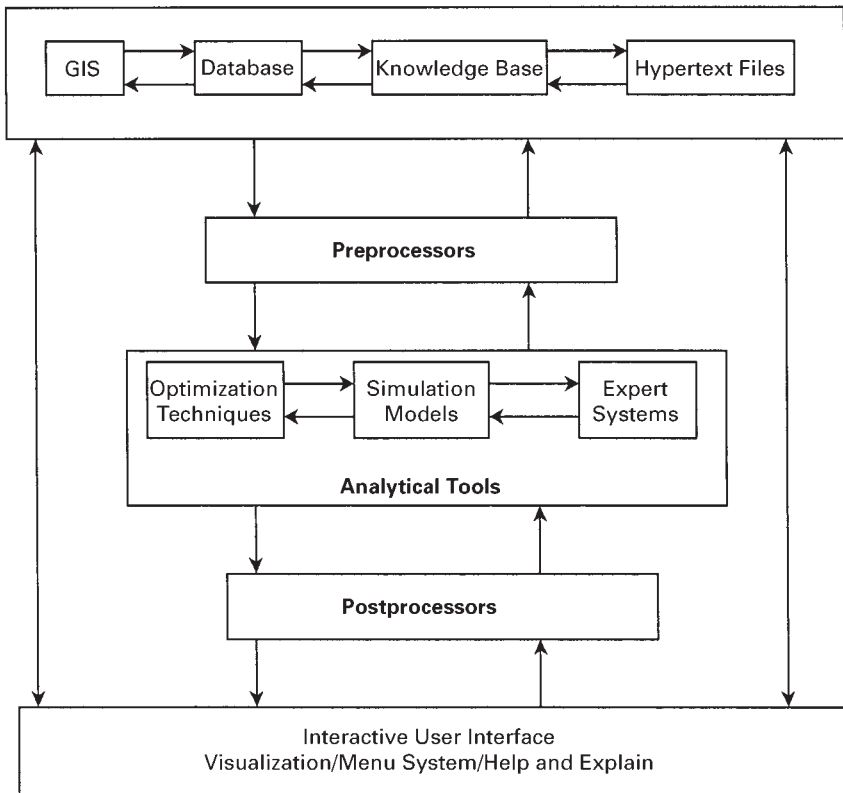 GIS
Database
Knowledge Base
Hypertext Files
Preprocessors
Optimization
Techniques
Simulation
Models
Expert
Systems
Analytical Tools
Postprocessors
Interactive User Interface
Visualization/Menu System/Help and Explain